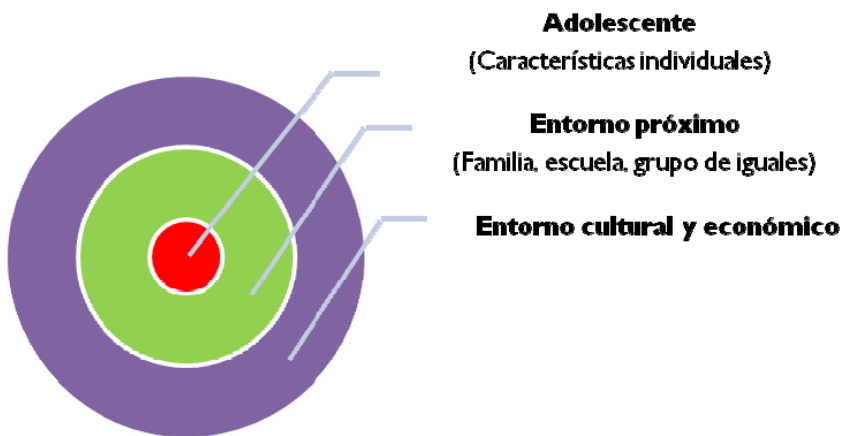 Adolescente
(Características individuales)
Entorno próximo
(Familia, escuela, grupo de iguales)
Entorno cultural y económico